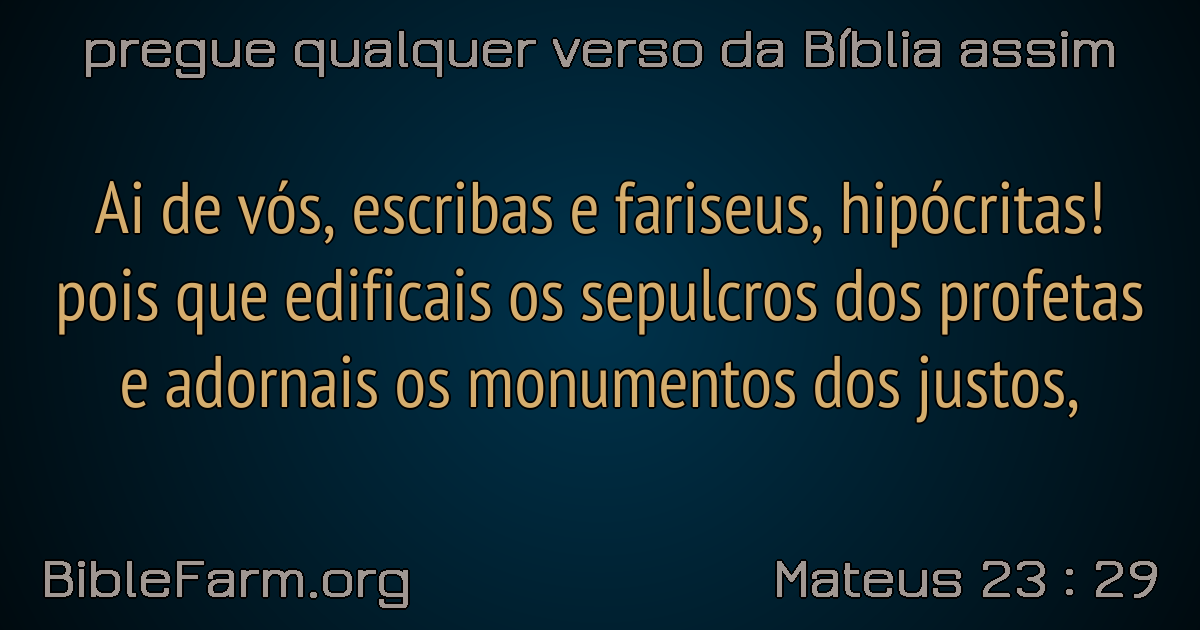 pregue qualquer verso da Bíblia assim
Ai de vós, escribas e fariseus, hipócritas!
pois que edificais os sepulcros dos profetas
e adornais os monumentos dos justos,
BibleFarm.org
Mateus 23 : 29